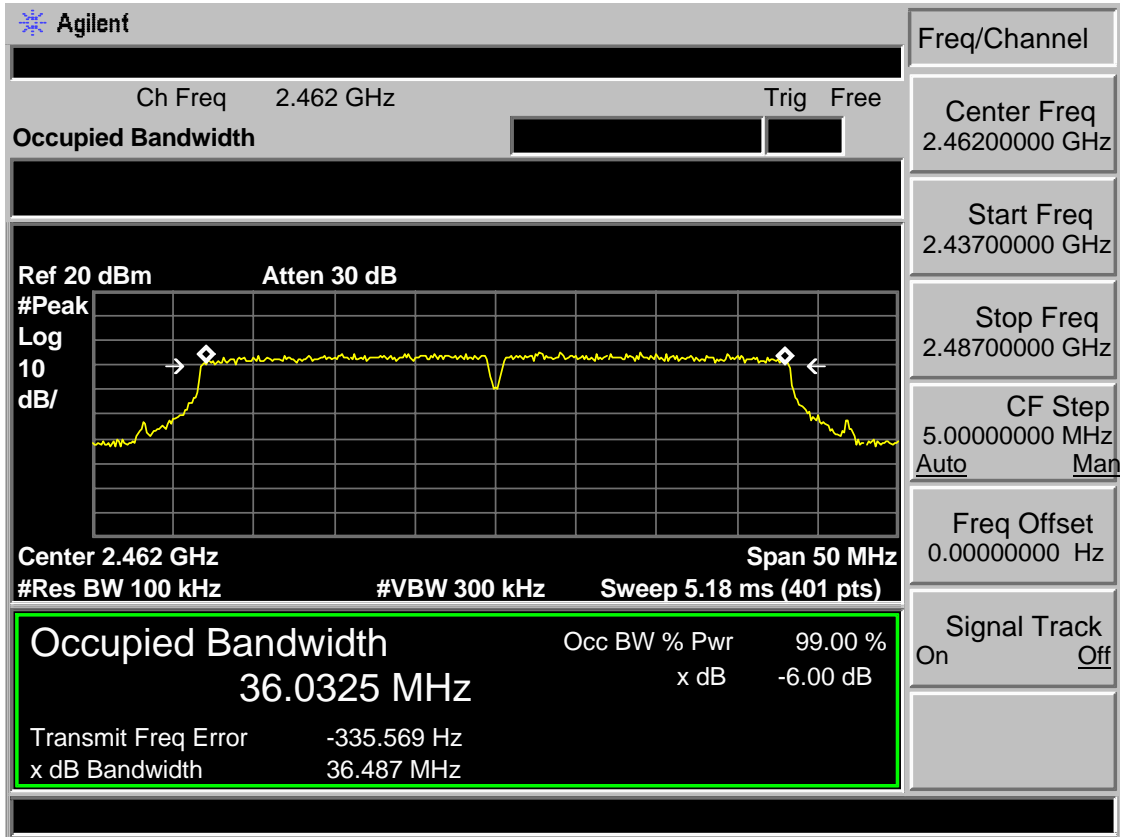 Agilent
Freq/Channel
Ch Freq 2.462 GHz Trig Free
Occupied Bandwidth
Center Freq
2.46200000 GHz
Start Freq
2.43700000 GHz
Stop Freq
2.48700000 GHz
CF Step
5.00000000 MHz
Auto Man
Freq Offset
0.00000000 Hz
Signal Track
On Off
Ref 20 dBm Atten 30 dB
#Peak
Log
10
dB/
Center 2.462 GHz Span 50 MHz
#Res BW 100 kHz #VBW 300 kHz Sweep 5.18 ms (401 pts)
Occupied Bandwidth Occ BW % Pwr 99.00 %
36.0325 MHz x dB -6.00 dB
Transmit Freq Error -335.569 Hz
x dB Bandwidth 36.487 MHz